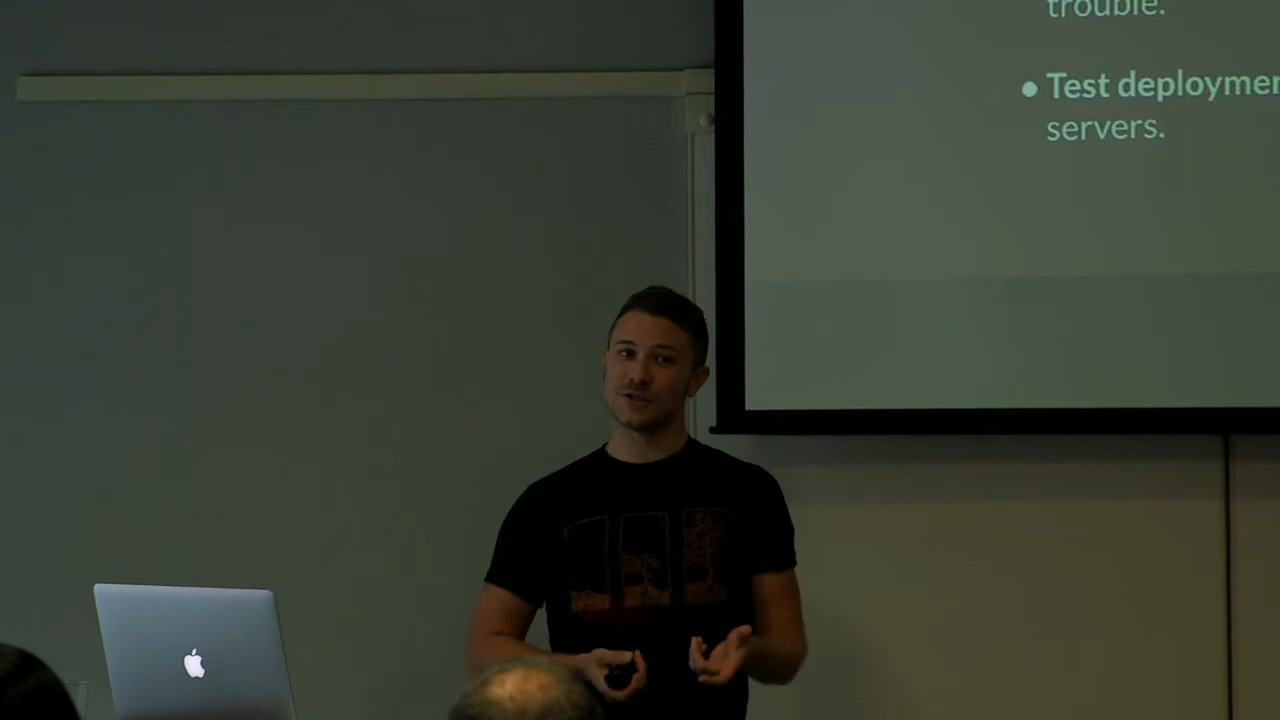 trouble.
• Test deploymen
servers.